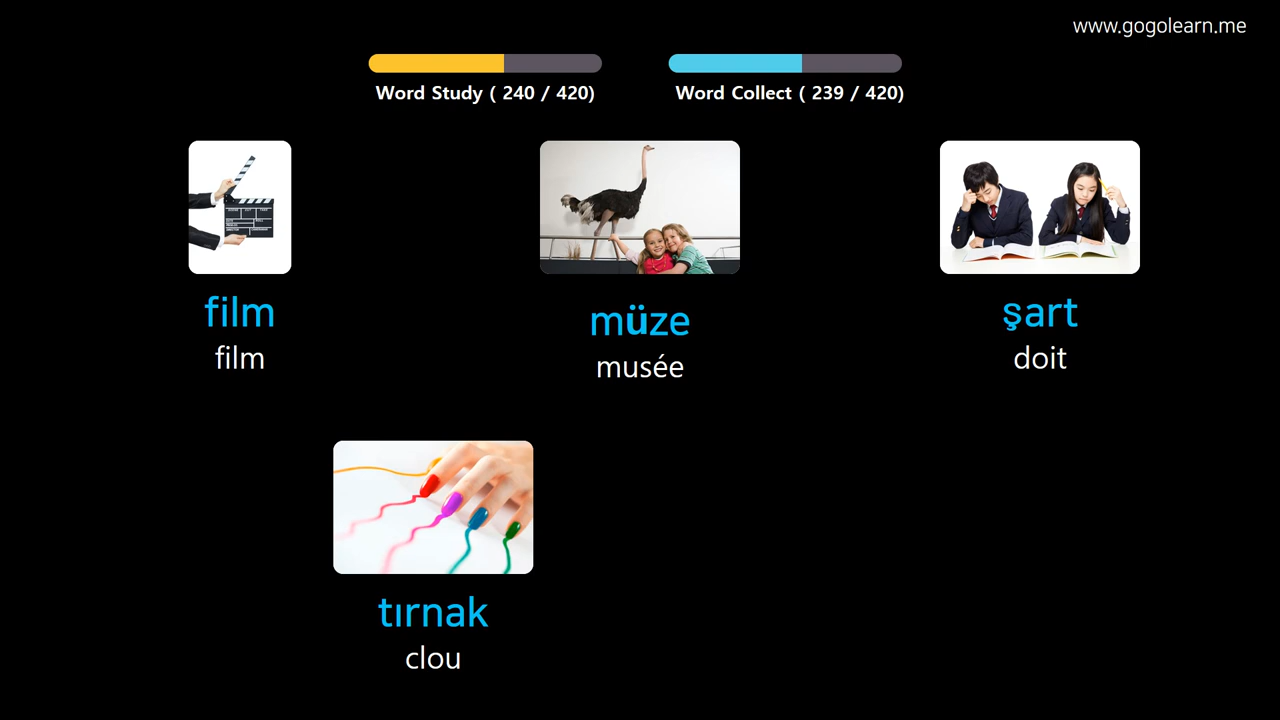 www.gogolearn.me
Word Study ( 240 / 420)
Word Collect ( 239 / 420)
film
film
müze
musée
şart
doit
tırnak
clou